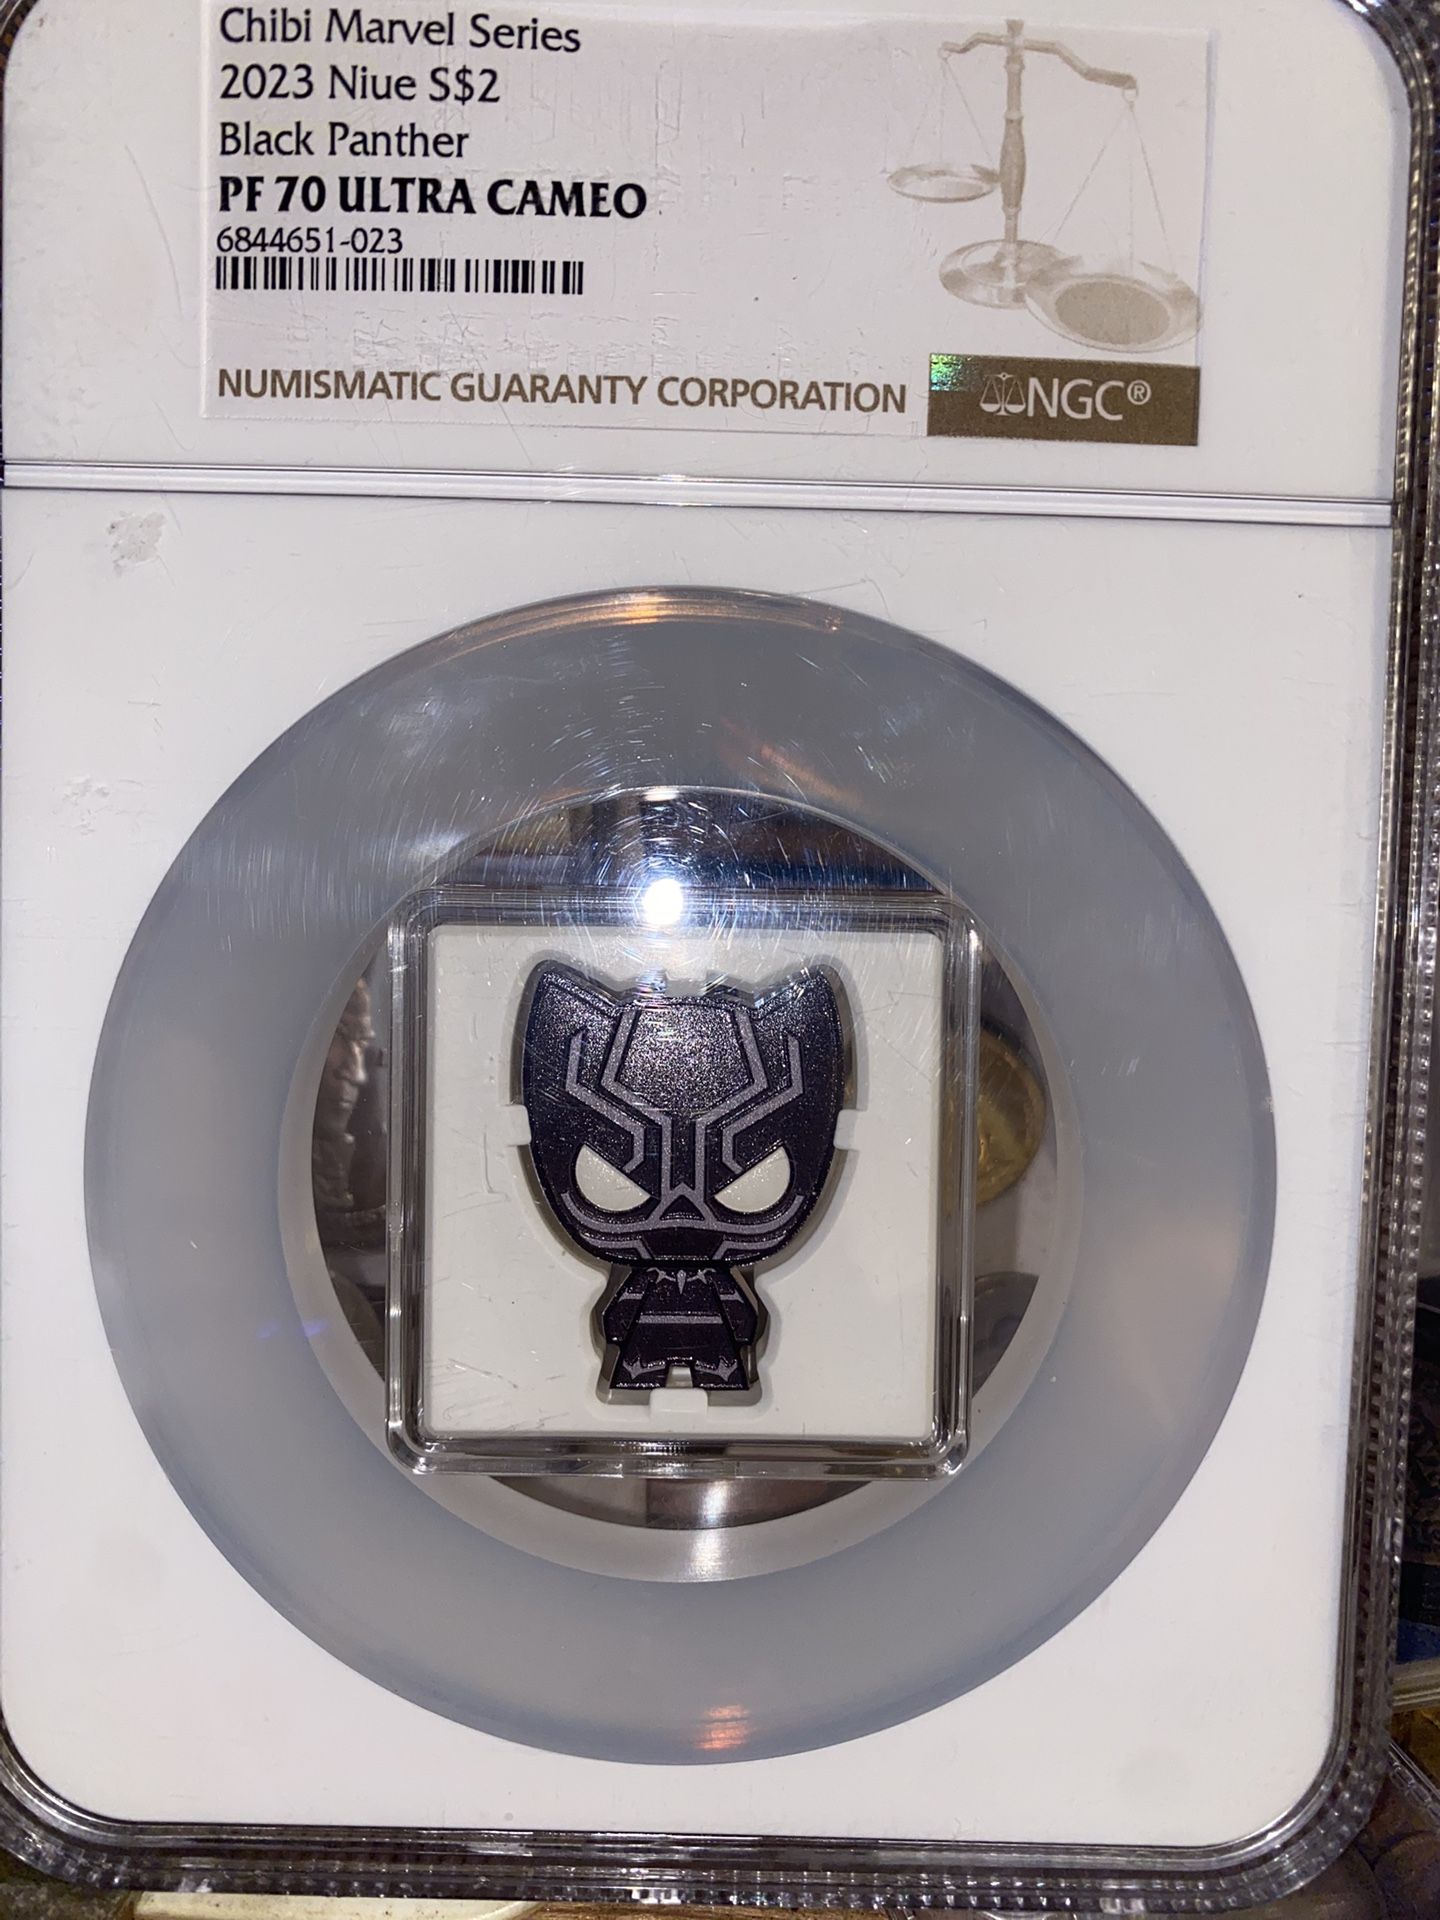 Chibi Marvel Series
2023 Niue S$2
Black Panther
PF 70 ULTRA CAMEO
6844651-023
NUMISMATIC GUARANTY CORPORATION
NGC®